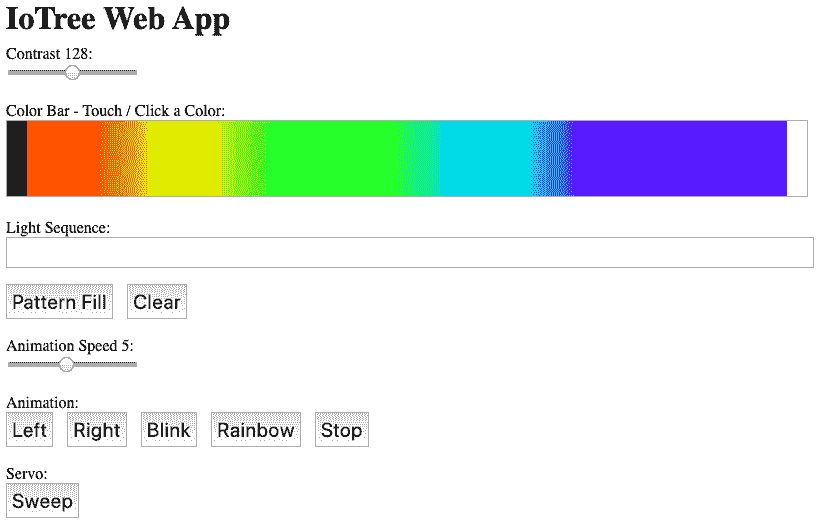 IoTree Web App
Contrast 128:
Color Bar - Touch / Click a Color:
Light Sequence:
Pattern Fill Clear
Animation Speed 5:
Animation:
Left Right Blink Rainbow Stop
Servo:
Sweep